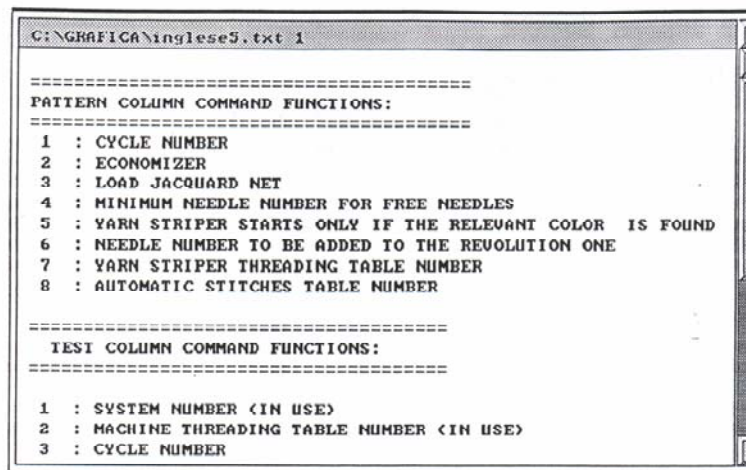 C:\GRAFICA\inglese5.txt 1
========================================
PATTERN COLUMN COMMAND FUNCTIONS:
========================================
1 : CYCLE NUMBER
2 : ECONOMIZER
3 : LOAD JACQUARD NET
4 : MINIMUM NEEDLE NUMBER FOR FREE NEEDLES
5 : YARN STRIPER STARTS ONLY IF THE RELEVANT COLOR IS FOUND
6 : NEEDLE NUMBER TO BE ADDED TO THE REVOLUTION ONE
7 : YARN STRIPER THREADING TABLE NUMBER
8 : AUTOMATIC STITCHES TABLE NUMBER
======================================
TEST COLUMN COMMAND FUNCTIONS:
======================================
1 : SYSTEM NUMBER (IN USE)
2 : MACHINE THREADING TABLE NUMBER (IN USE)
3 : CYCLE NUMBER